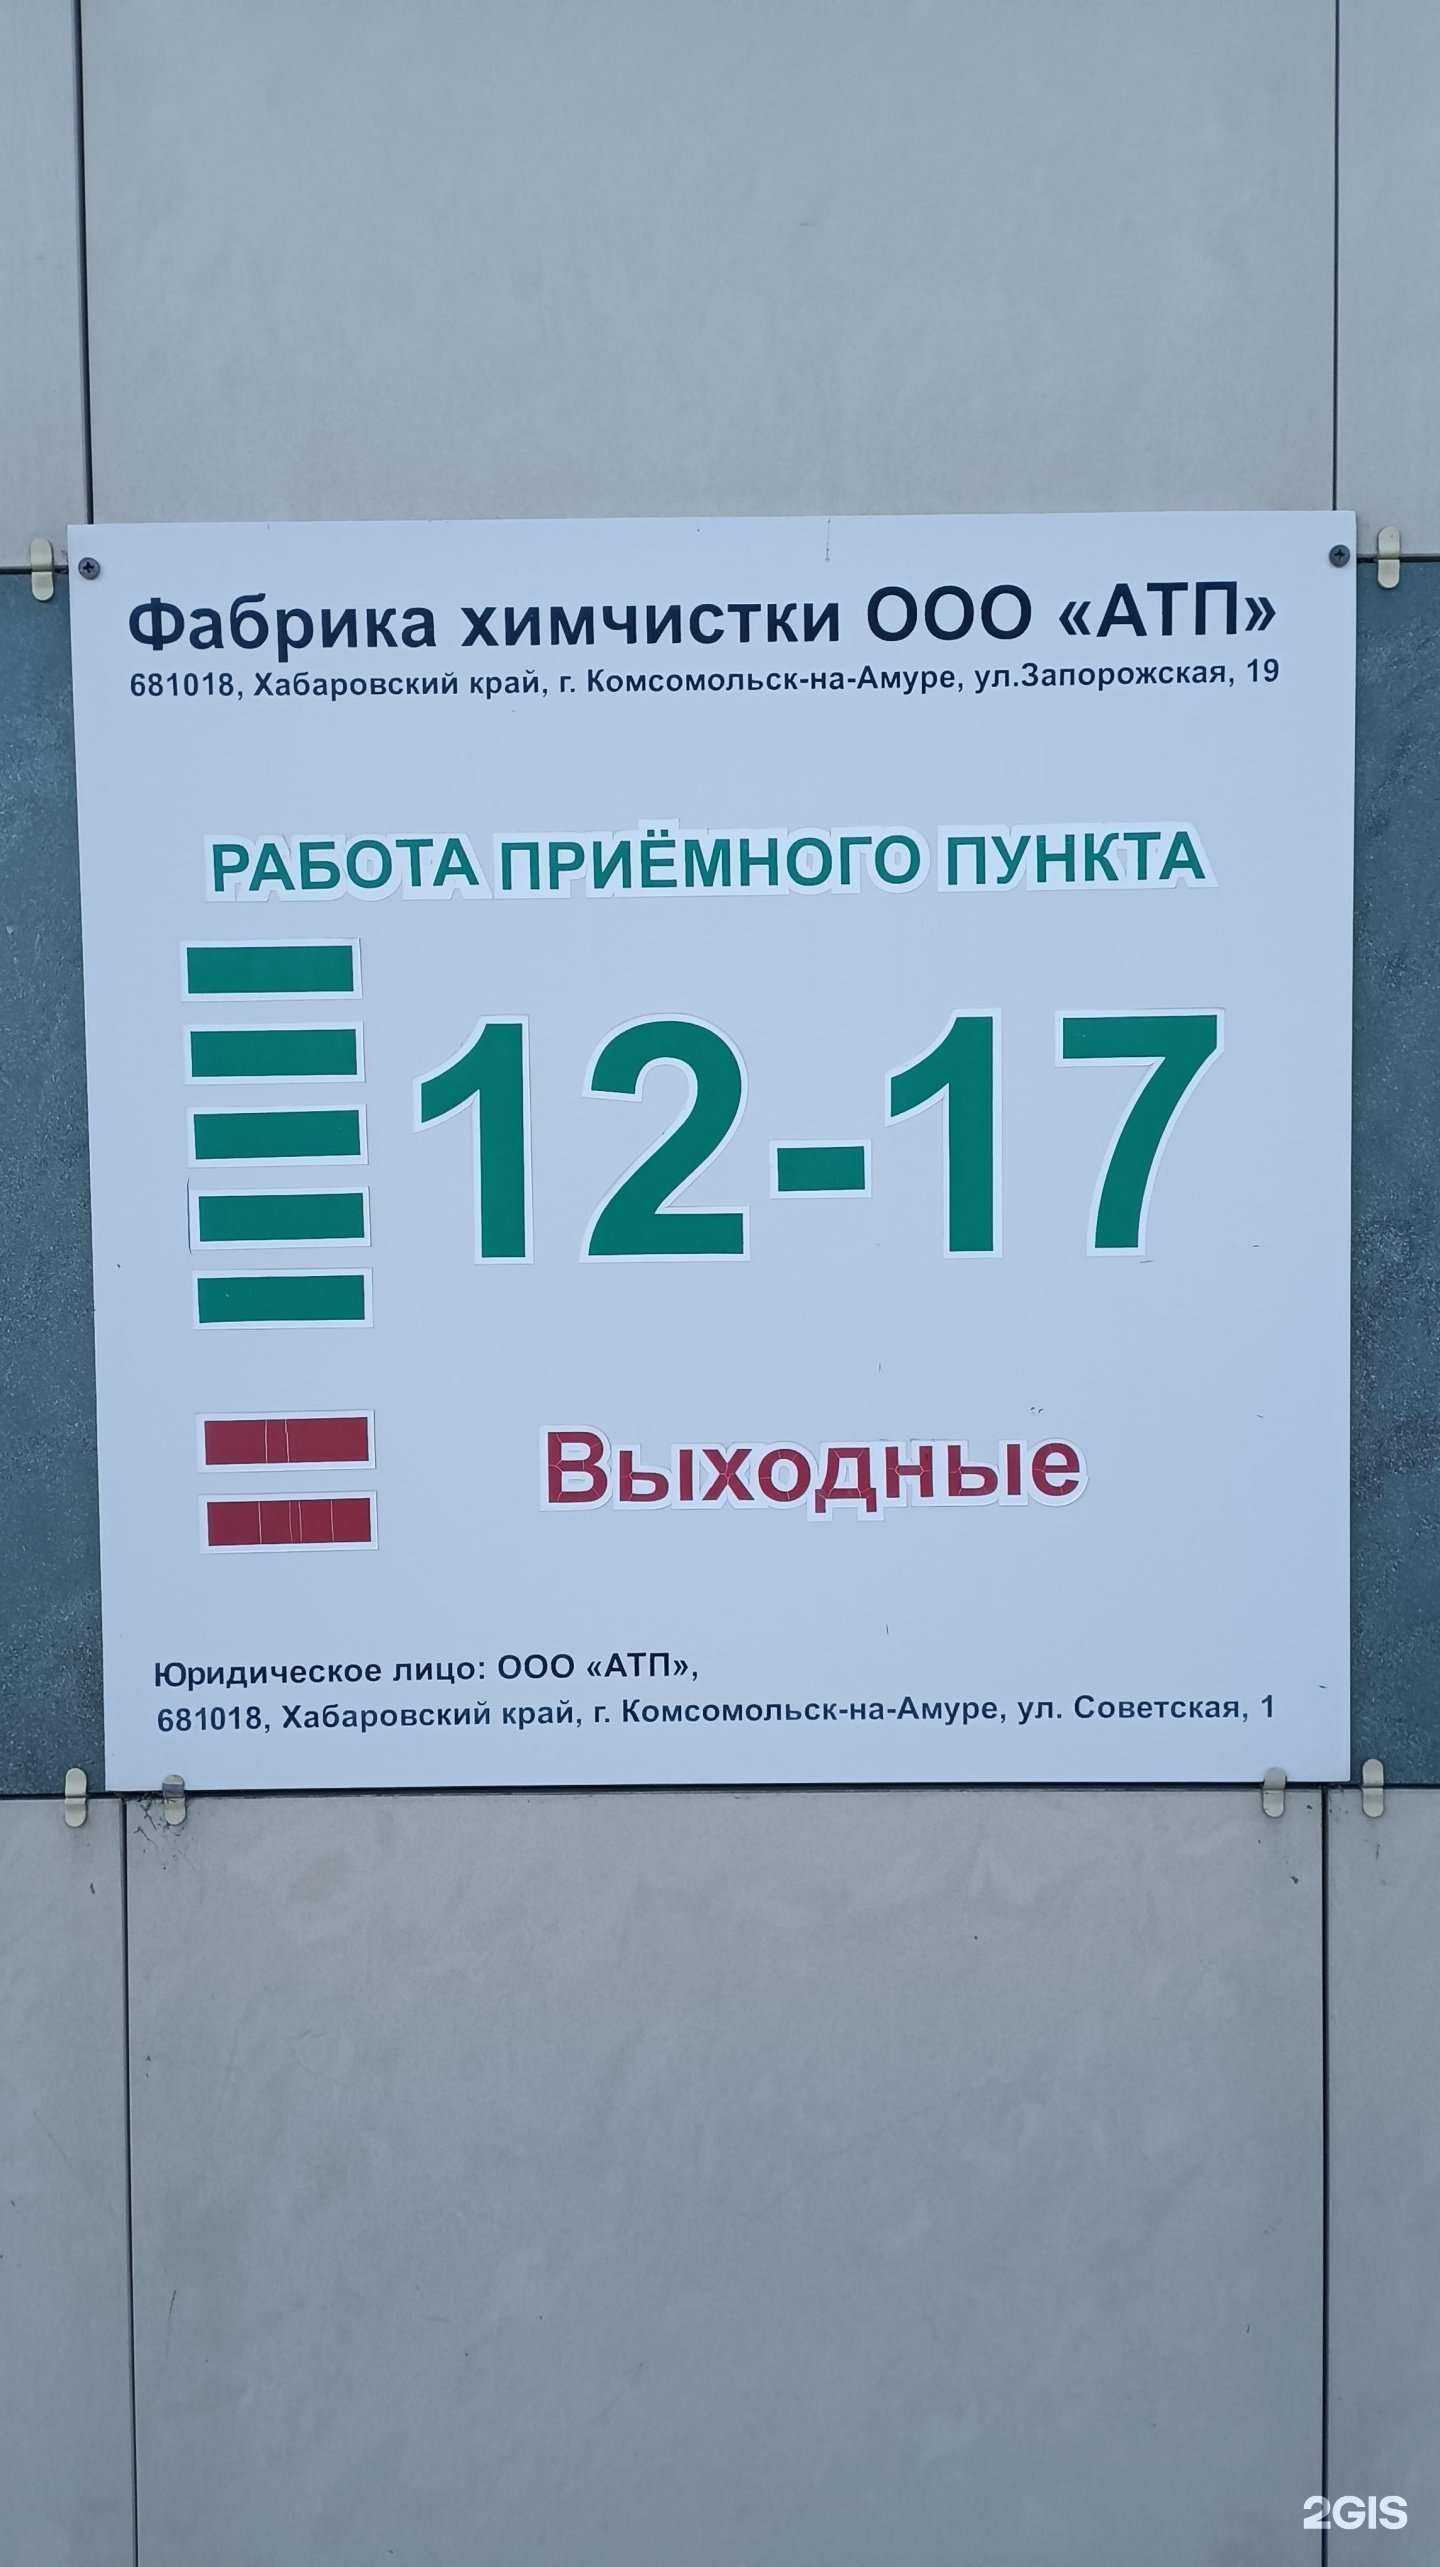 Фабрика химчистки ООО «АТП»
681018, Хабаровский край, г. Комсомольск-на-Амуре, ул.Запорожская, 19
РАБОТА ПРИЁМНОГО ПУНКТА
12-17
Выходные
Юридическое лицо: ООО «АТП»,
681018, Хабаровский край, г. Комсомольск-на-Амуре, ул. Советская, 1
2GIS